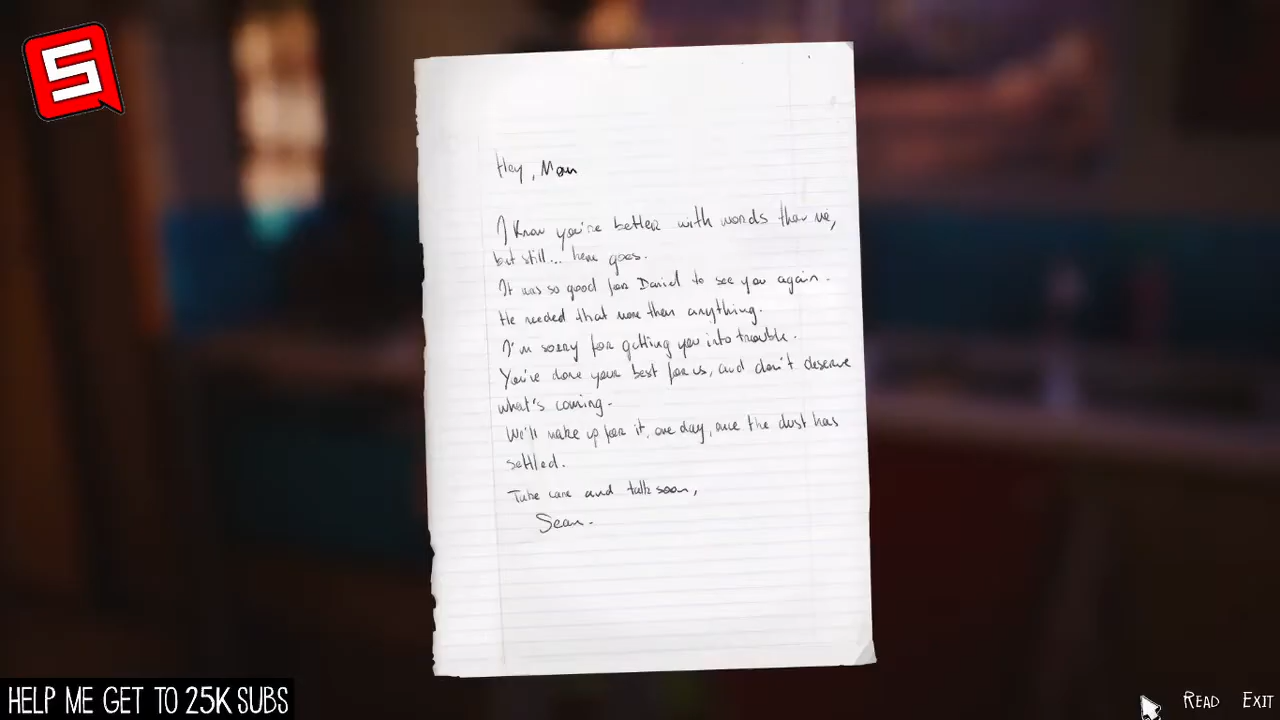 Hey, Mom
I know you're better with words than me,
but still... here goes.
It was so good for Daniel to see you again.
He needed that more than anything.
I'm sorry for getting you into trouble.
You've done your best for us, and don't deserve
what's coming.
We'll make up for it, one day, once the dust has
settled.
Take care and talk soon,
Sean.
HELP ME GET TO 25K SUBS
READ EXIT